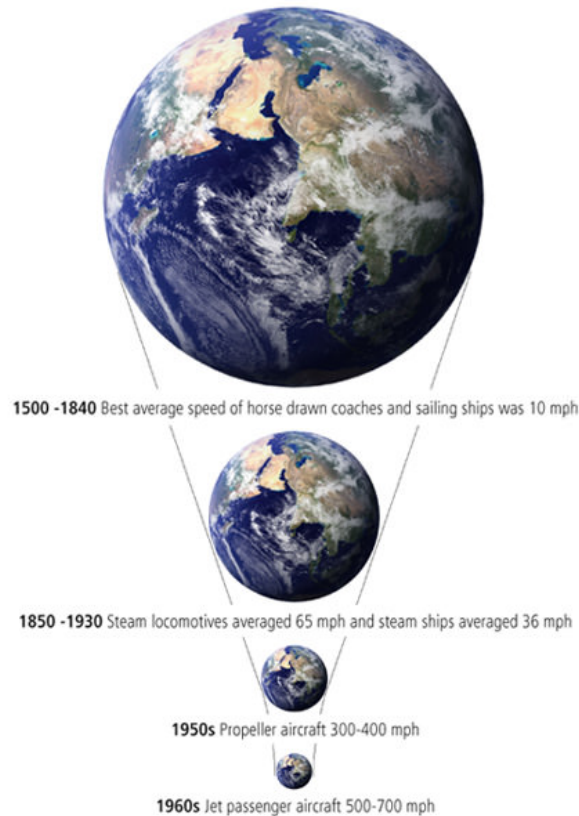 1500 -1840 Best average speed of horse drawn coaches and sailing ships was 10 mph
1850 -1930 Steam locomotives averaged 65 mph and steam ships averaged 36 mph
1950s Propeller aircraft 300-400 mph
1960s Jet passenger aircraft 500-700 mph